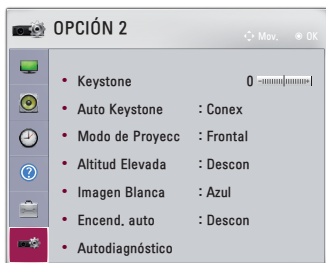 OPCIÓN 2
Mov. OK
• Keystone 0
• Auto Keystone : Conex
• Modo de Proyecc : Frontal
• Altitud Elevada : Descon
• Imagen Blanca : Azul
• Encend. auto : Descon
• Autodiagnóstico